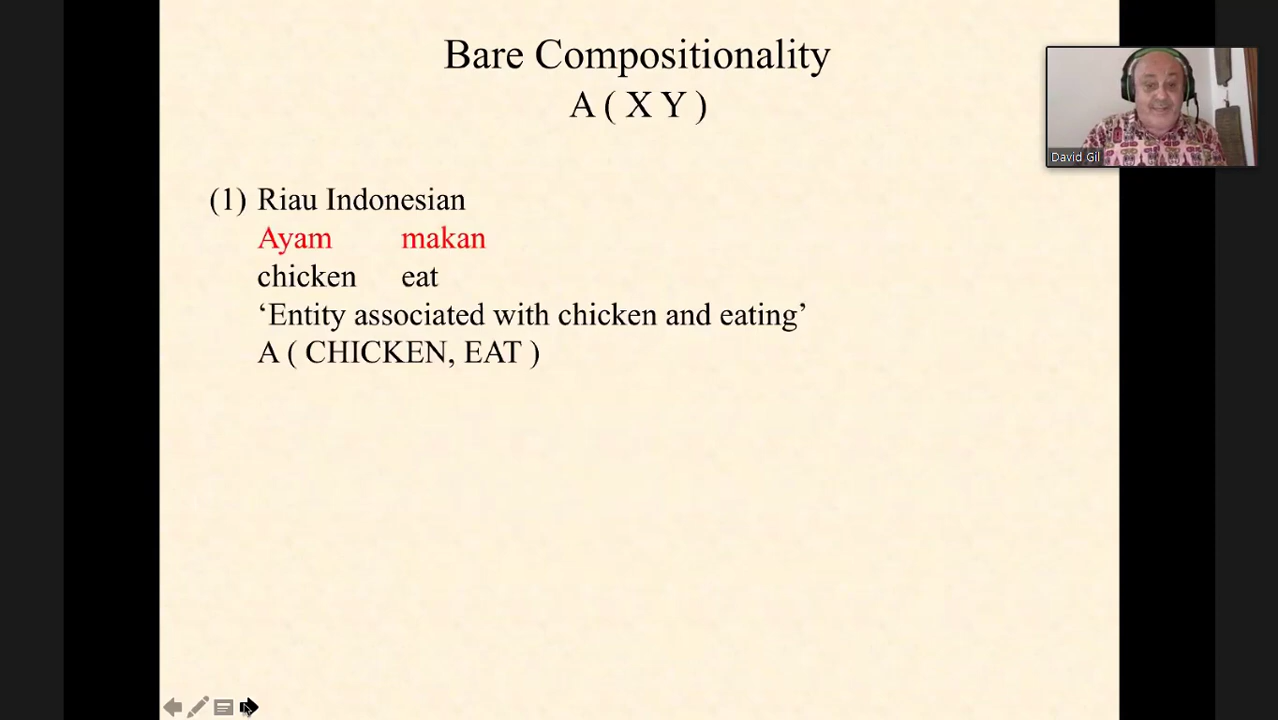 Bare Compositionality
A ( X Y )
David Gil
(1) Riau Indonesian
Ayam makan
chicken eat
‘Entity associated with chicken and eating’
A ( CHICKEN, EAT )